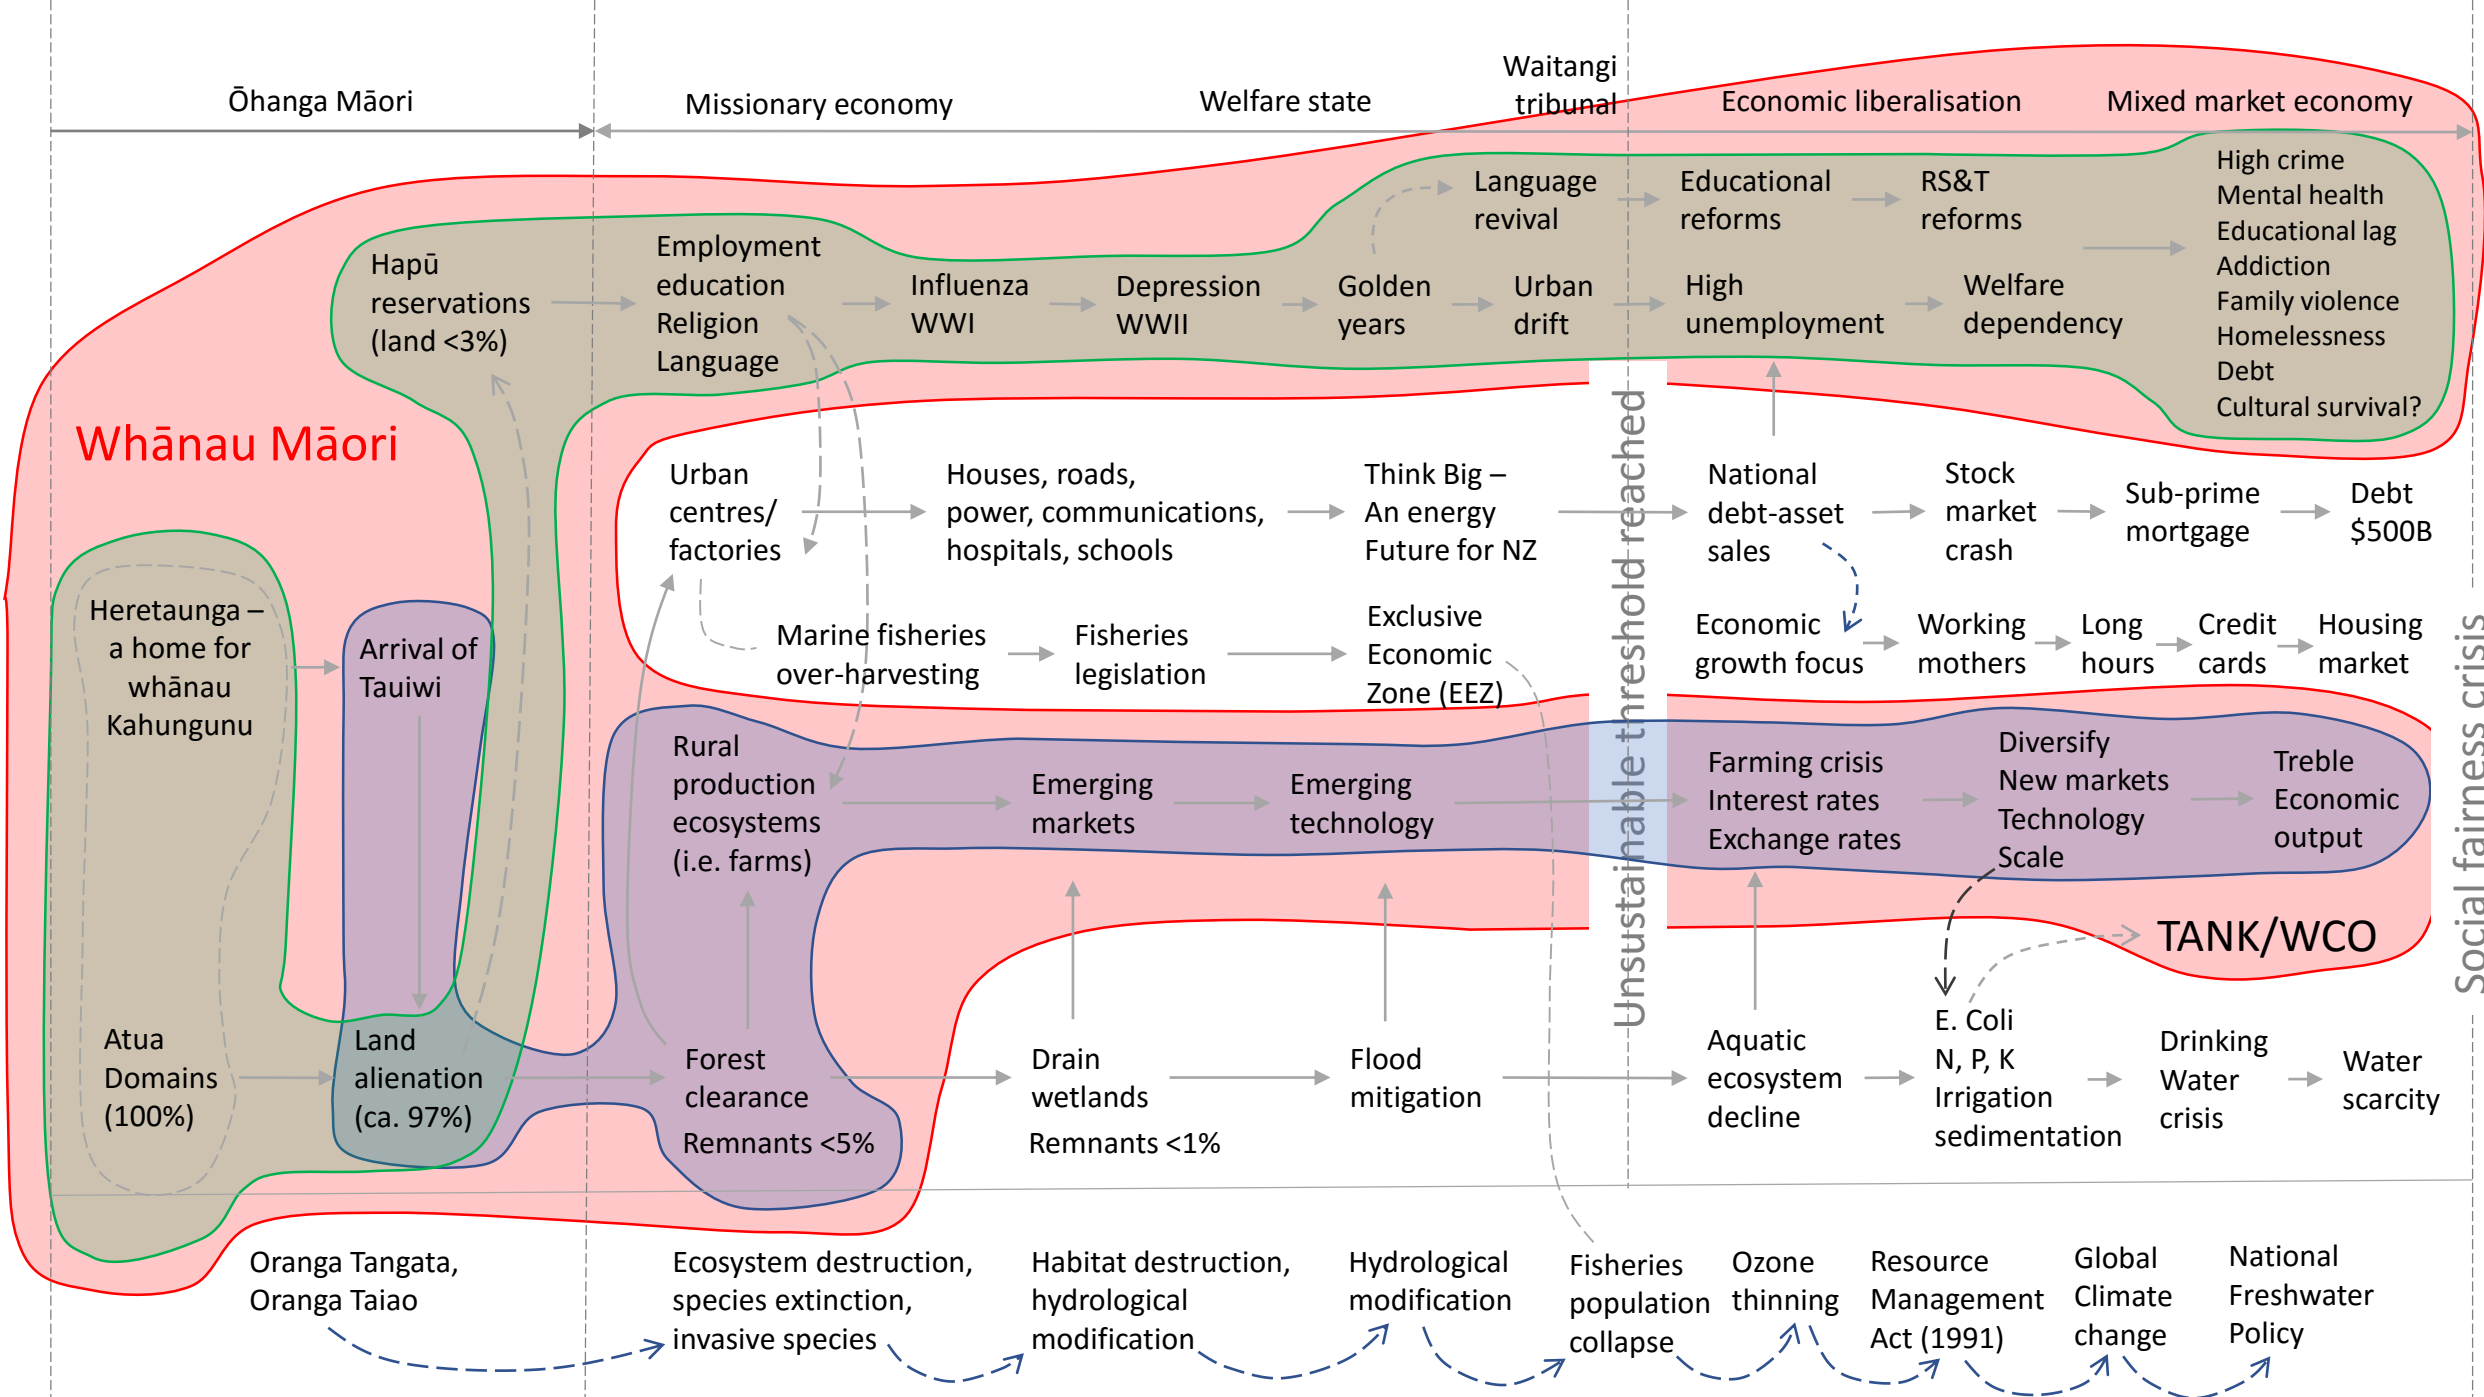 Ōhanga Māori
Missionary economy
Welfare state
Waitangi
tribunal
Economic liberalisation
Mixed market economy
Hapū
reservations
(land <3%)
Employment
education
Religion
Language
Influenza
WWI
Depression
WWII
Golden
years
Language
revival
Urban
drift
Educational
reforms
RS&T
reforms
High
unemployment
Welfare
dependency
High crime
Mental health
Educational lag
Addiction
Family violence
Homelessness
Debt
Cultural survival?
Whānau Māori
Urban
centres/
factories
Houses, roads,
power, communications,
hospitals, schools
Think Big –
An energy
Future for NZ
National
debt-asset
sales
Stock
market
crash
Sub-prime
mortgage
Debt
$500B
Heretaunga –
a home for
whānau
Kahungunu
Arrival of
Tauiwi
Marine fisheries
over-harvesting
Fisheries
legislation
Exclusive
Economic
Zone (EEZ)
Unsustainable threshold reached
Economic
growth focus
Working
mothers
Long
hours
Credit
cards
Housing
market
Social fairness crisis
Rural
production
ecosystems
(i.e. farms)
Emerging
markets
Emerging
technology
Farming crisis
Interest rates
Exchange rates
Diversify
New markets
Technology
Scale
Treble
Economic
output
TANK/WCO
Atua
Domains
(100%)
Land
alienation
(ca. 97%)
Forest
clearance
Remnants <5%
Drain
wetlands
Remnants <1%
Flood
mitigation
Aquatic
ecosystem
decline
E. Coli
N, P, K
Irrigation
sedimentation
Drinking
Water
crisis
Water
scarcity
Oranga Tangata,
Oranga Taiao
Ecosystem destruction,
species extinction,
invasive species
Habitat destruction,
hydrological
modification
Hydrological
modification
Fisheries
population
collapse
Ozone
thinning
Resource
Management
Act (1991)
Global
Climate
change
National
Freshwater
Policy